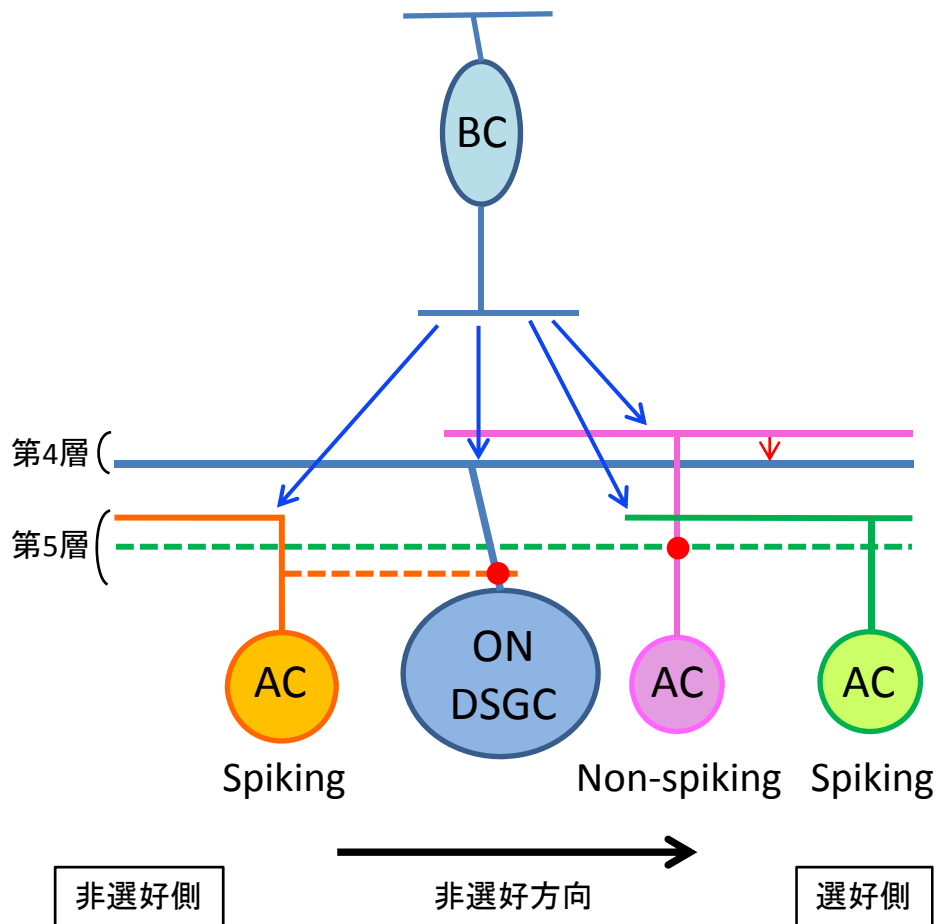 BC
第4層
第5層
AC
ON
DSGC
AC
AC
Spiking
Non-spiking
Spiking
非選好側
非選好方向
選好側